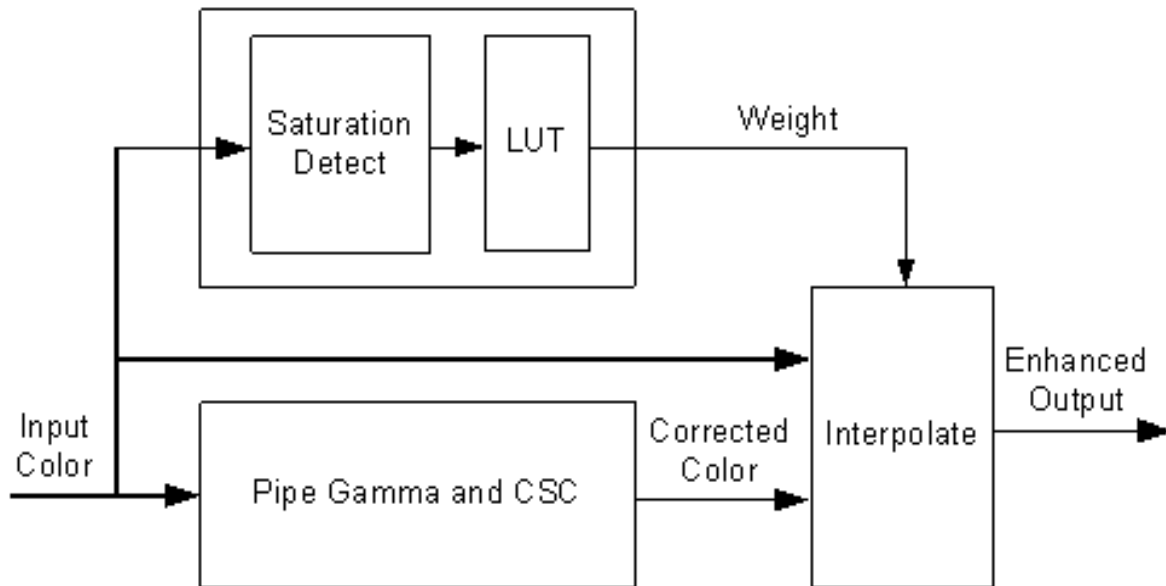 Saturation
Detect
LUT
Weight
Input
Color
Pipe Gamma and CSC
Corrected
Color
Interpolate
Enhanced
Output